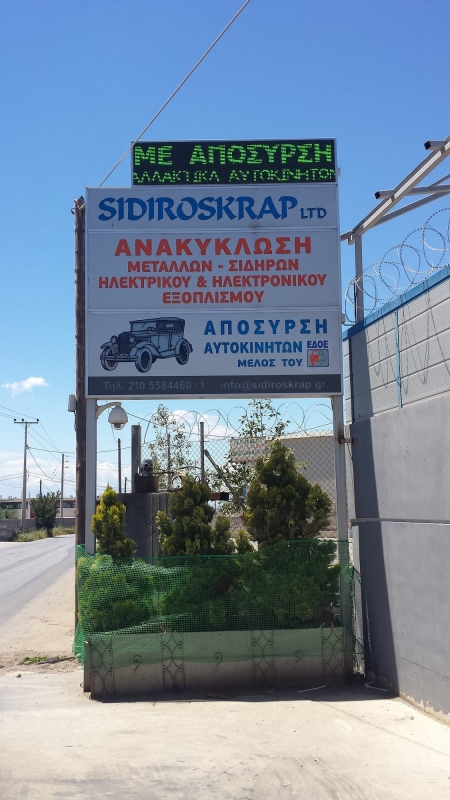 ΜΕ ΑΠΟΣΥΡΣΗ
ΑΛΛΑΚΤΙΚΑ ΑΥΤΟΚΙΝΗΤΩΝ
SIDIROSKRAP LTD
ΑΝΑΚΥΚΛΩΣΗ
ΜΕΤΑΛΛΩΝ - ΣΙΔΗΡΩΝ
ΗΛΕΚΤΡΙΚΟΥ & ΗΛΕΚΤΡΟΝΙΚΟΥ
ΕΞΟΠΛΙΣΜΟΥ
ΑΠΟΣΥΡΣΗ
ΑΥΤΟΚΙΝΗΤΩΝ ΕΔΟΕ
ΜΕΛΟΣ ΤΟΥ
Τηλ. 210 5584460 - 1 info@sidiroskrap.gr